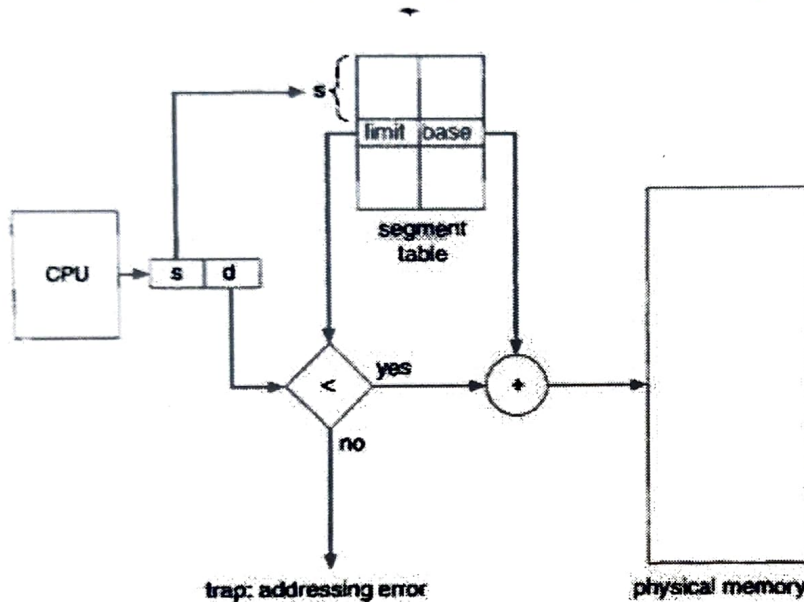 s
limit base
segment
table
CPU
s d
<
yes
+
no
trap: addressing error
physical memory